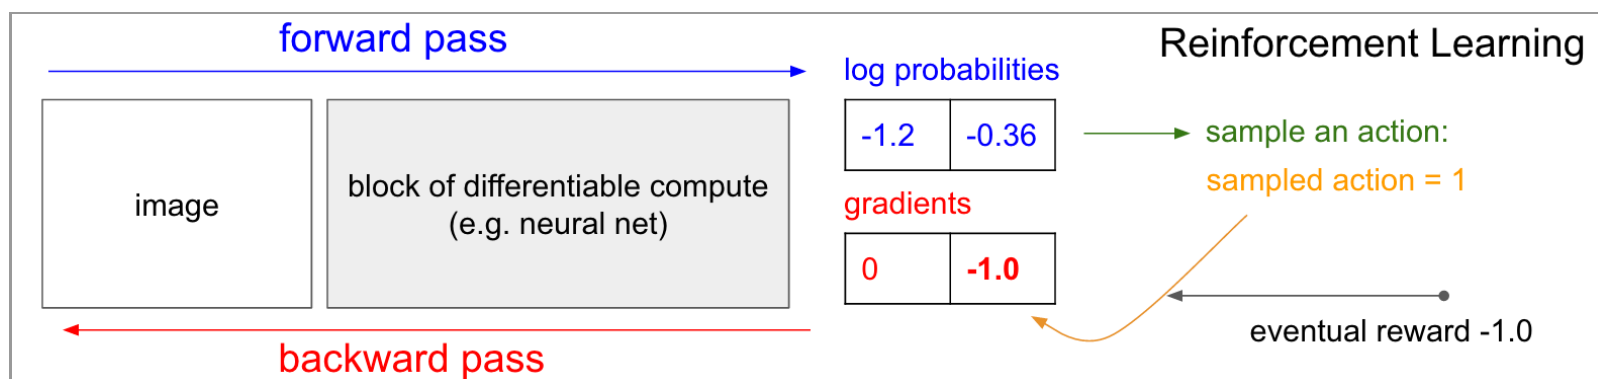 forward pass
Reinforcement Learning
log probabilities
-1.2 -0.36
sample an action:
sampled action = 1
image
block of differentiable compute
(e.g. neural net)
gradients
0 -1.0
eventual reward -1.0
backward pass